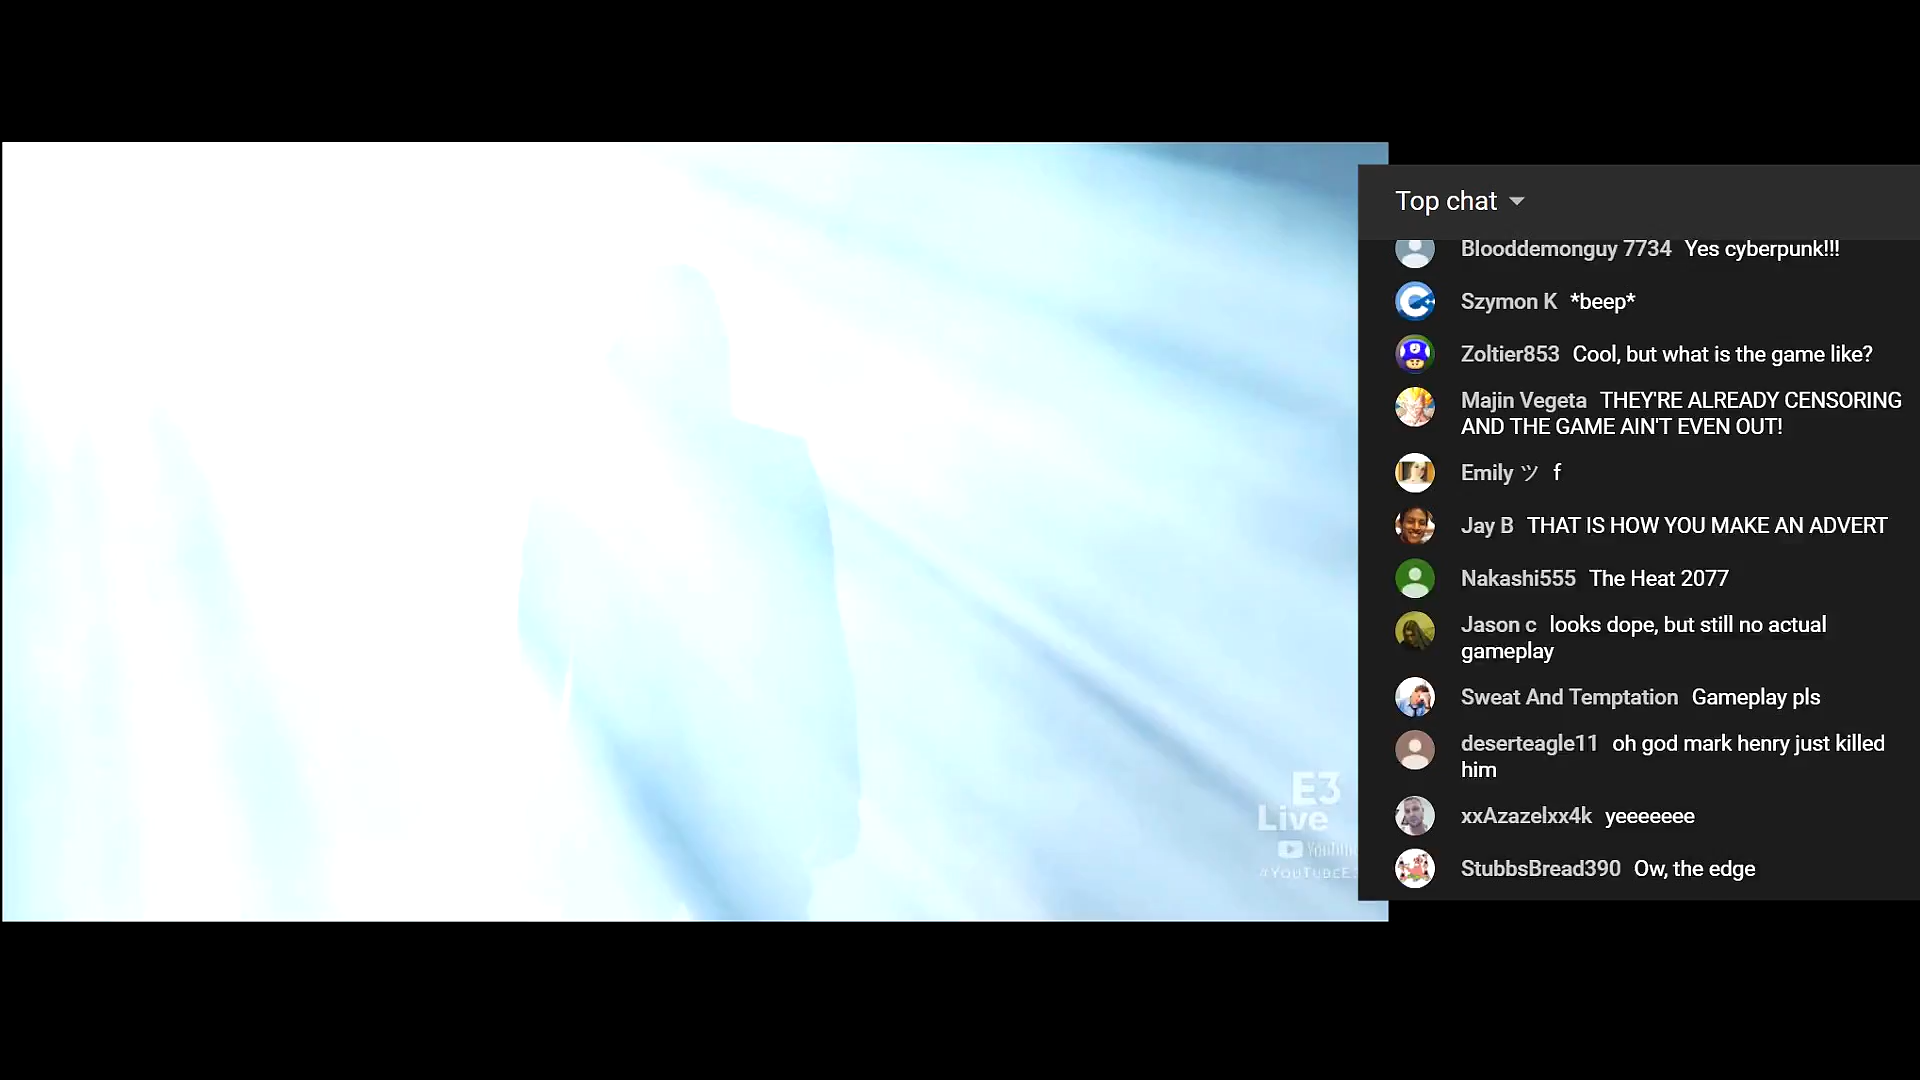 Top chat
Blooddemonguy 7734 Yes cyberpunk!!!
Szymon K *beep*
Zoltier853 Cool, but what is the game like?
Majin Vegeta THEY'RE ALREADY CENSORING
AND THE GAME AIN'T EVEN OUT!
Emily ツ f
Jay B THAT IS HOW YOU MAKE AN ADVERT
Nakashi555 The Heat 2077
Jason c looks dope, but still no actual
gameplay
Sweat And Temptation Gameplay pls
deserteagle11 oh god mark henry just killed
him
xxAzazelxx4k yeeeeeee
StubbsBread390 Ow, the edge
E3
Live